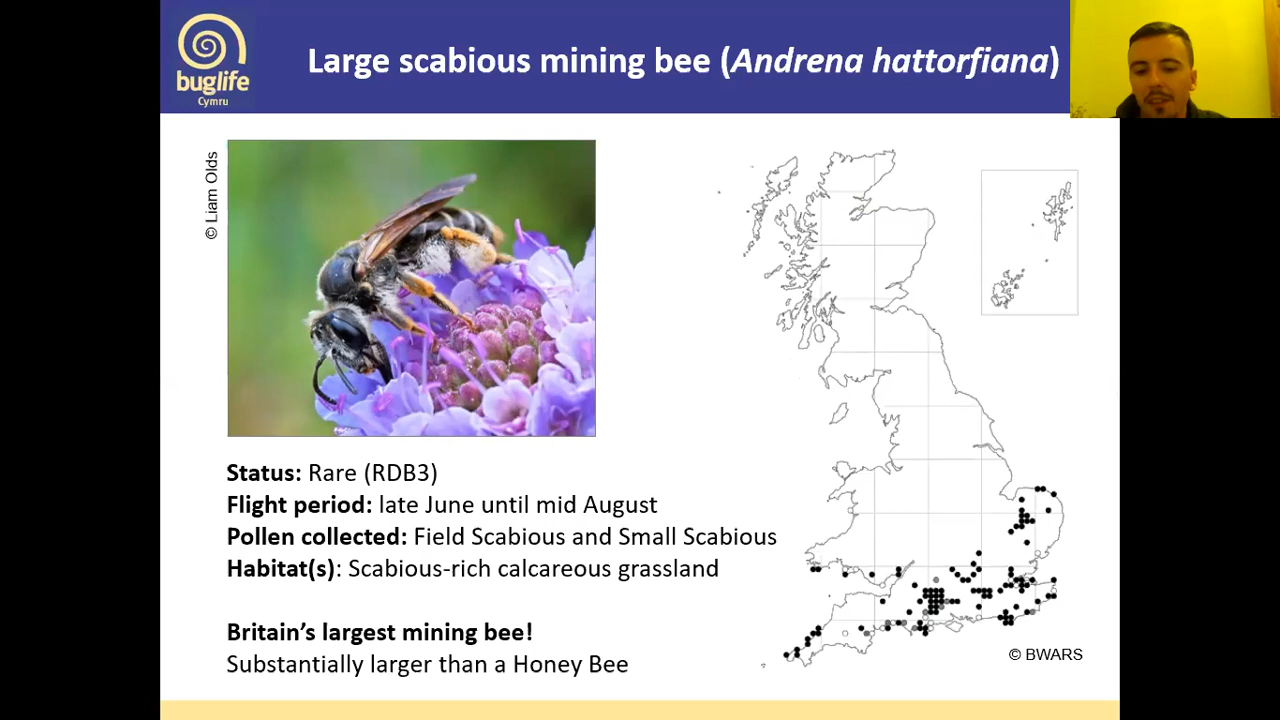 buglife
Cymru
Large scabious mining bee (Andrena hattorfiana)
© Liam Olds
Status: Rare (RDB3)
Flight period: late June until mid August
Pollen collected: Field Scabious and Small Scabious
Habitat(s): Scabious-rich calcareous grassland
Britain’s largest mining bee!
Substantially larger than a Honey Bee
© BWARS